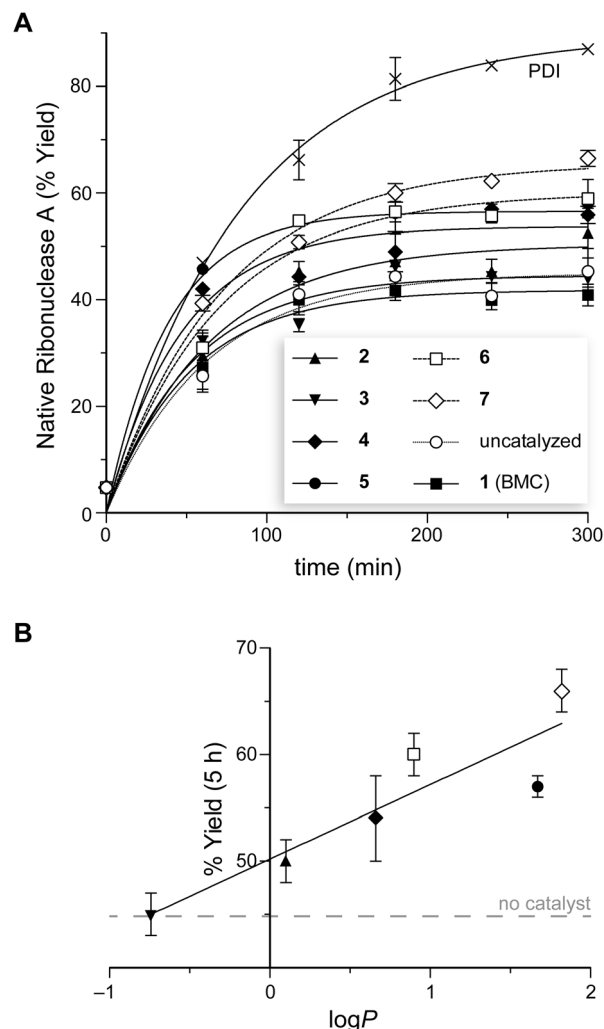 A
Native Ribonuclease A (% Yield)
80
60
40
20
0
PDI
2
3
4
5
6
7
uncatalyzed
1 (BMC)
0
100
200
300
time (min)
B
% Yield (5 h)
70
60
50
no catalyst
–1
0
1
2
logP